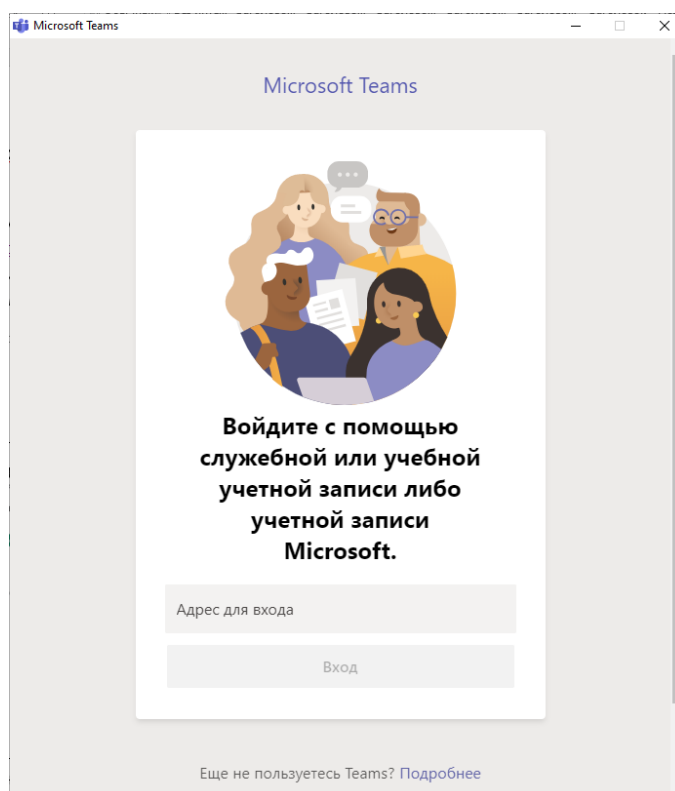 Microsoft Teams
Microsoft Teams
Войдите с помощью
служебной или учебной
учетной записи либо
учетной записи
Microsoft.
Адрес для входа
Вход
Еще не пользуетесь Teams? Подробнее